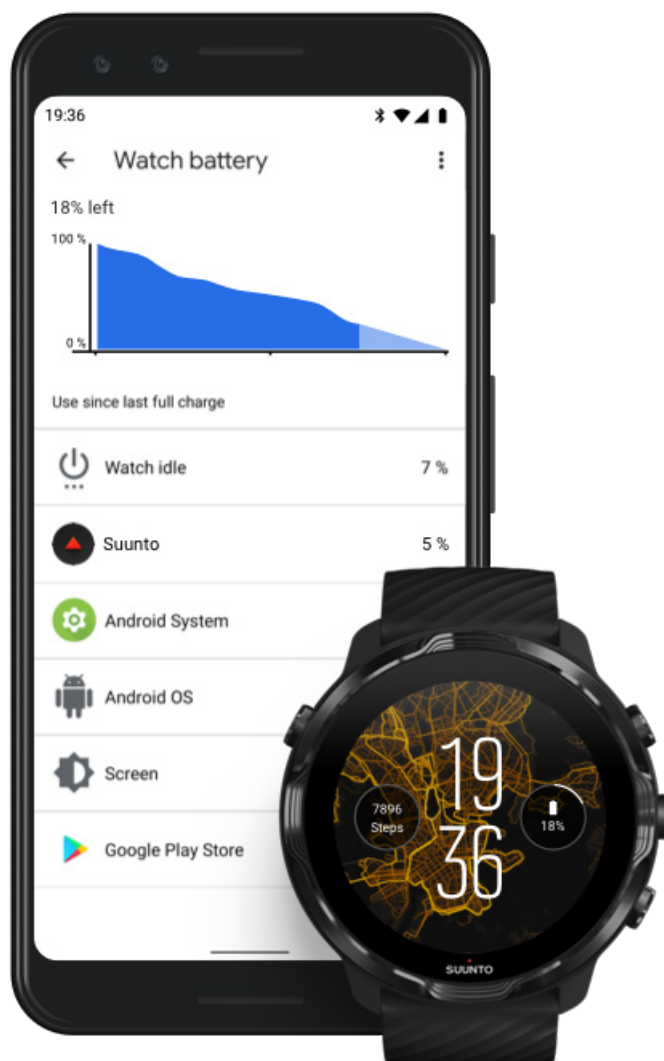 19:36
Watch battery
18% left
100 %
0 %
Use since last full charge
Watch idle 7 %
Suunto 5 %
Android System
Android OS
Screen
Google Play Store
19
36
7896
Steps
18%
SUUNTO